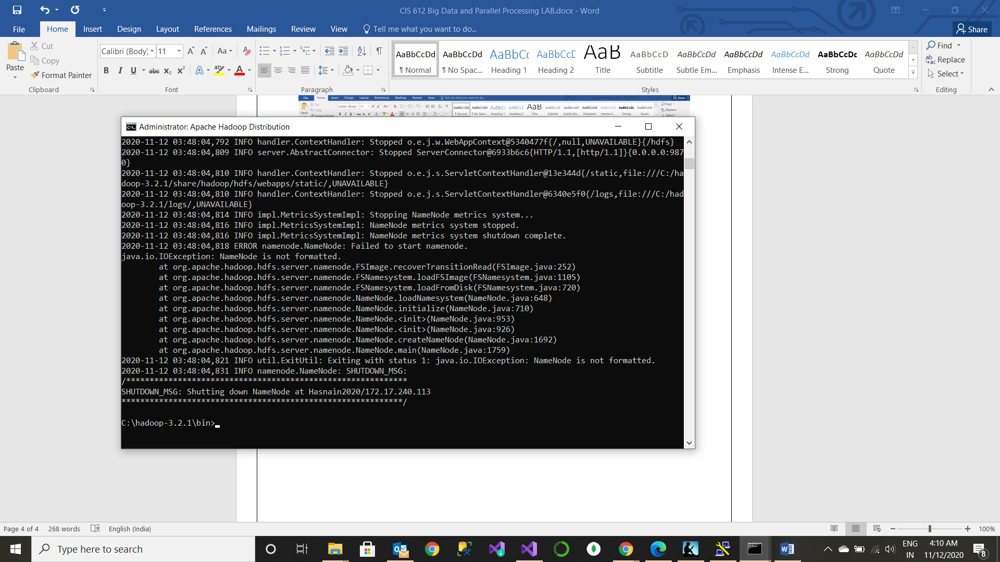 CIS 612 Big Data and Parallel Processing LAB.docx - Word
File Home Insert Design Layout References Mailings Review View Tell me what you want to do... Share
Paste
Cut
Copy
Format Painter
Clipboard
Calibri (Body) 11
Font
Paragraph
AaBbCcDd AaBbCcDd AaBbCc AaBbCcD AaB AaBbCcD AaBbCcDd AaBbCcDd AaBbCcDd AaBbCcDc AaBbCcDd
¶ Normal ¶ No Spac... Heading 1 Heading 2 Title Subtitle Subtle Em... Emphasis Intense E... Strong Quote
Styles
Find
Replace
Select
Editing
File Home Insert Design Layout References Mailings Review View Tell me what you want to do... Share
Administrator: Apache Hadoop Distribution
2020-11-12 03:48:04,792 INFO handler.ContextHandler: Stopped o.e.j.w.WebAppContext@5340477f{/,null,UNAVAILABLE}{/hdfs}
2020-11-12 03:48:04,809 INFO server.AbstractConnector: Stopped ServerConnector@6933b6c6{HTTP/1.1,[http/1.1]}{0.0.0.0:987
0}
2020-11-12 03:48:04,810 INFO handler.ContextHandler: Stopped o.e.j.s.ServletContextHandler@13e344d{/static,file:///C:/ha
doop-3.2.1/share/hadoop/hdfs/webapps/static/,UNAVAILABLE}
2020-11-12 03:48:04,810 INFO handler.ContextHandler: Stopped o.e.j.s.ServletContextHandler@6340e5f0{/logs,file:///C:/had
oop-3.2.1/logs/,UNAVAILABLE}
2020-11-12 03:48:04,814 INFO impl.MetricsSystemImpl: Stopping NameNode metrics system...
2020-11-12 03:48:04,816 INFO impl.MetricsSystemImpl: NameNode metrics system stopped.
2020-11-12 03:48:04,816 INFO impl.MetricsSystemImpl: NameNode metrics system shutdown complete.
2020-11-12 03:48:04,818 ERROR namenode.NameNode: Failed to start namenode.
java.io.IOException: NameNode is not formatted.
at org.apache.hadoop.hdfs.server.namenode.FSImage.recoverTransitionRead(FSImage.java:252)
at org.apache.hadoop.hdfs.server.namenode.FSNamesystem.loadFSImage(FSNamesystem.java:1105)
at org.apache.hadoop.hdfs.server.namenode.FSNamesystem.loadFromDisk(FSNamesystem.java:720)
at org.apache.hadoop.hdfs.server.namenode.NameNode.loadNamesystem(NameNode.java:648)
at org.apache.hadoop.hdfs.server.namenode.NameNode.initialize(NameNode.java:710)
at org.apache.hadoop.hdfs.server.namenode.NameNode.<init>(NameNode.java:953)
at org.apache.hadoop.hdfs.server.namenode.NameNode.<init>(NameNode.java:926)
at org.apache.hadoop.hdfs.server.namenode.NameNode.createNameNode(NameNode.java:1692)
at org.apache.hadoop.hdfs.server.namenode.NameNode.main(NameNode.java:1759)
2020-11-12 03:48:04,821 INFO util.ExitUtil: Exiting with status 1: java.io.IOException: NameNode is not formatted.
2020-11-12 03:48:04,831 INFO namenode.NameNode: SHUTDOWN_MSG:
/************************************************************
SHUTDOWN_MSG: Shutting down NameNode at Hasnain2020/172.17.240.113
************************************************************/
C:\hadoop-3.2.1\bin>
Page 4 of 4 268 words English (India) 100%
Type here to search
ENG
IN
4:10 AM
11/12/2020
8